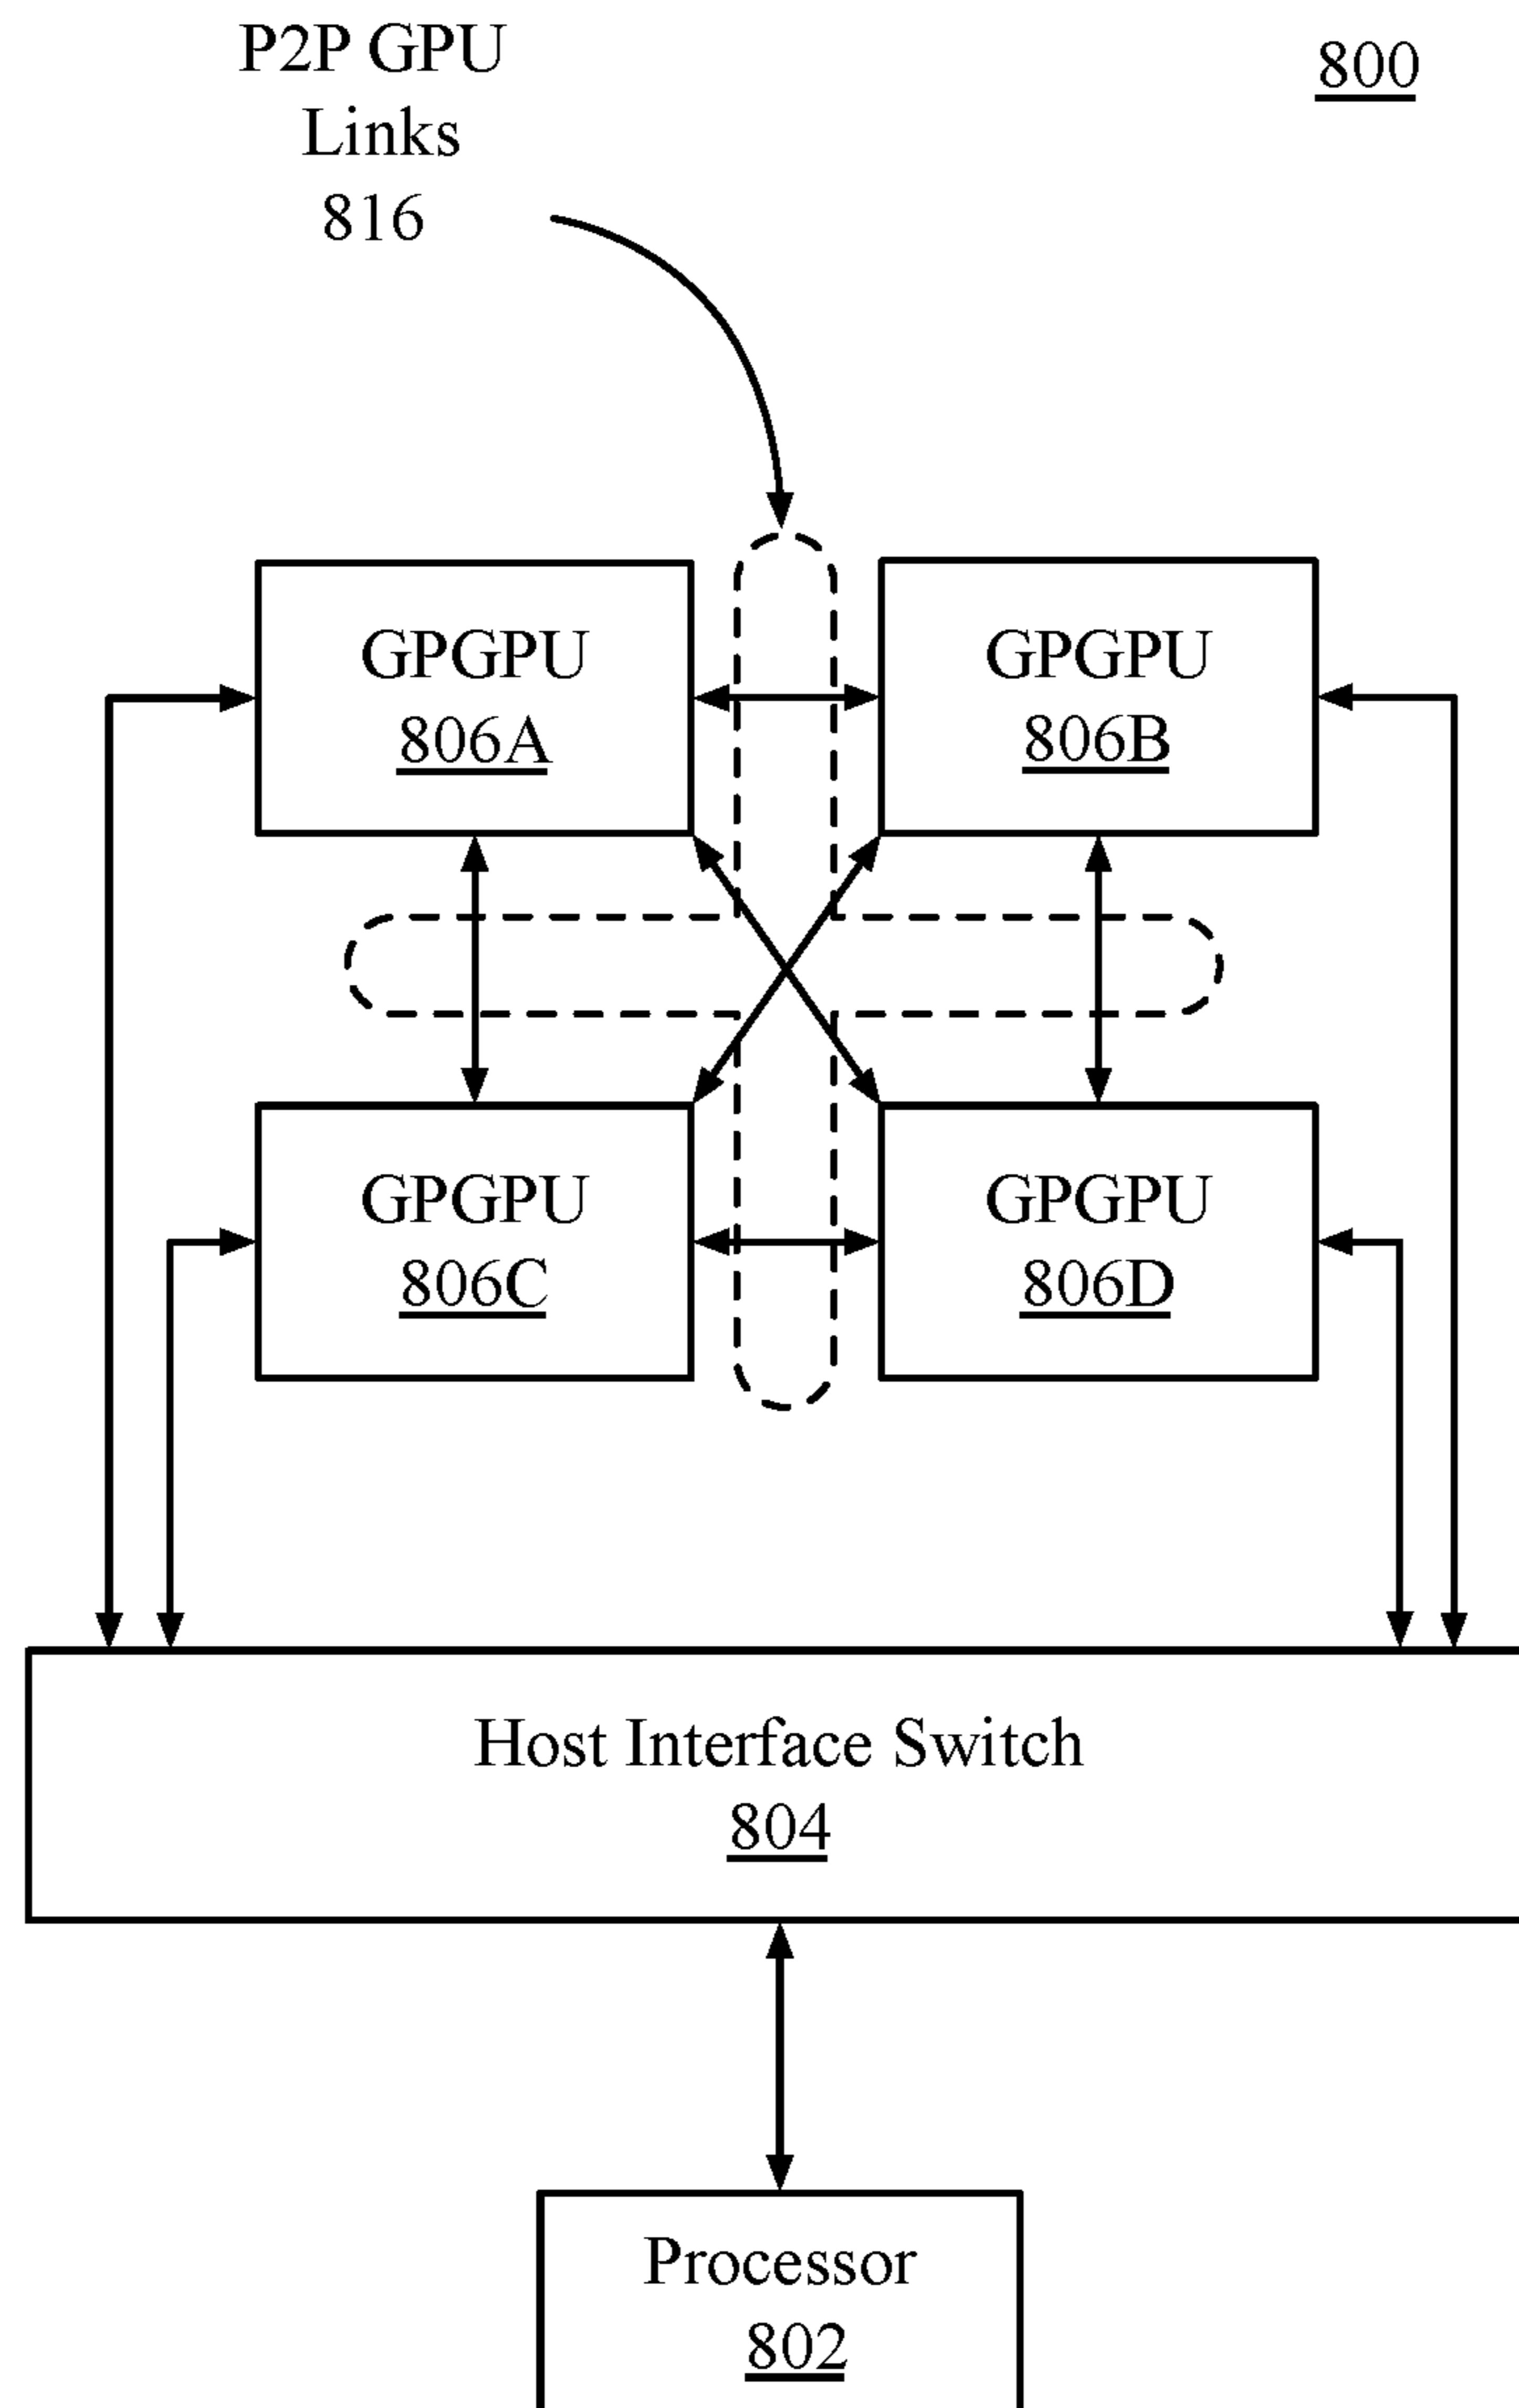 P2P GPU
Links
816
800
GPGPU
806A
GPGPU
806B
GPGPU
806C
GPGPU
806D
Host Interface Switch
804
Processor
802